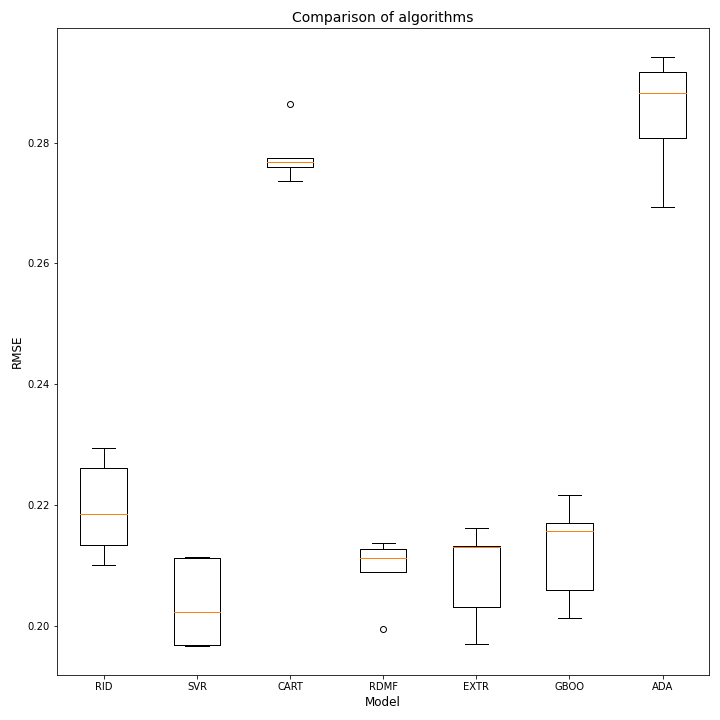 Comparison of algorithms
RMSE
0.28
0.26
0.24
0.22
0.20
RID SVR CART RDMF EXTR GBOO ADA
Model